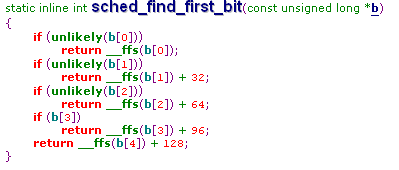 static inline int sched_find_first_bit(const unsigned long *b)
{
if (unlikely(b[0]))
return __ffs(b[0]);
if (unlikely(b[1]))
return __ffs(b[1]) + 32;
if (unlikely(b[2]))
return __ffs(b[2]) + 64;
if (b[3])
return __ffs(b[3]) + 96;
return __ffs(b[4]) + 128;
}